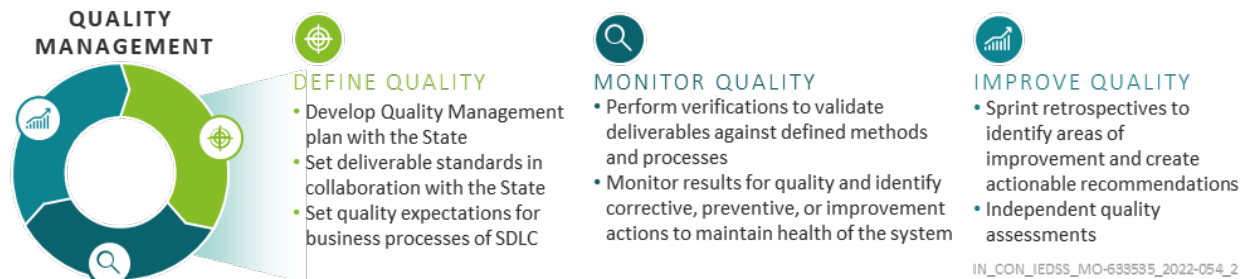 QUALITY
MANAGEMENT
DEFINE QUALITY
• Develop Quality Management
plan with the State
• Set deliverable standards in
collaboration with the State
• Set quality expectations for
business processes of SDLC
MONITOR QUALITY
• Perform verifications to validate
deliverables against defined methods
and processes
• Monitor results for quality and identify
corrective, preventive, or improvement
actions to maintain health of the system
IMPROVE QUALITY
• Sprint retrospectives to
identify areas of
improvement and create
actionable recommendations
• Independent quality
assessments
IN_CON_IEDSS_MO-633535_2022-054_2